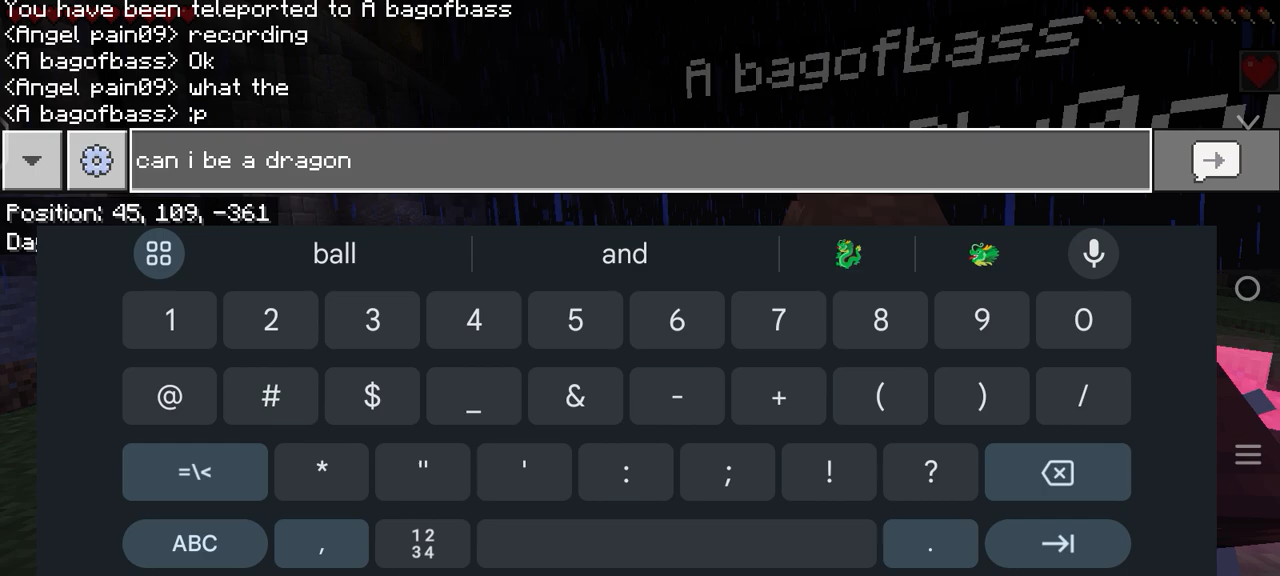 You have been teleported to A bagofbass
<Angel pain09> recording
<A bagofbass> Ok
<Angel pain09> what the
<A bagofbass> :p
A bagofbass
can i be a dragon
Position: 45, 109, -361
ball and
1 2 3 4 5 6 7 8 9 0
@ # $ _ & - + ( ) /
=\< * " ' : ; ! ?
ABC , 12 34 .